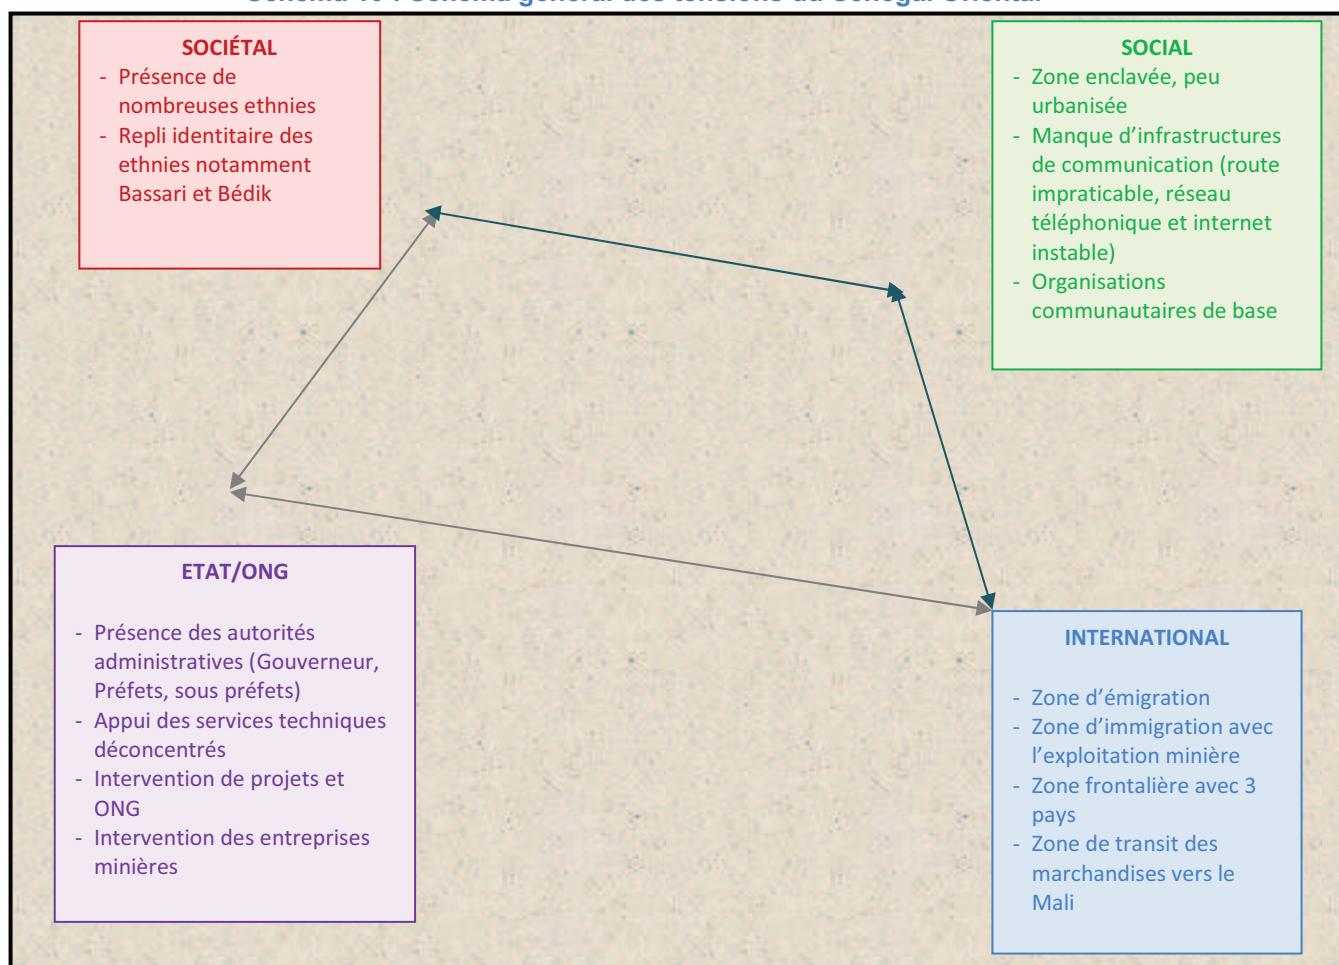 SOCIÉTAL
- Présence de
nombreuses ethnies
- Repli identitaire des
ethnies notamment
Bassari et Bédik
SOCIAL
- Zone enclavée, peu
urbanisée
- Manque d’infrastructures
de communication (route
impraticable, réseau
téléphonique et internet
instable)
- Organisations
communautaires de base
ETAT/ONG
- Présence des autorités
administratives (Gouverneur,
Préfets, sous préfets)
- Appui des services techniques
déconcentrés
- Intervention de projets et
ONG
- Intervention des entreprises
minières
INTERNATIONAL
- Zone d’émigration
- Zone d’immigration avec
l’exploitation minière
- Zone frontalière avec 3
pays
- Zone de transit des
marchandises vers le
Mali